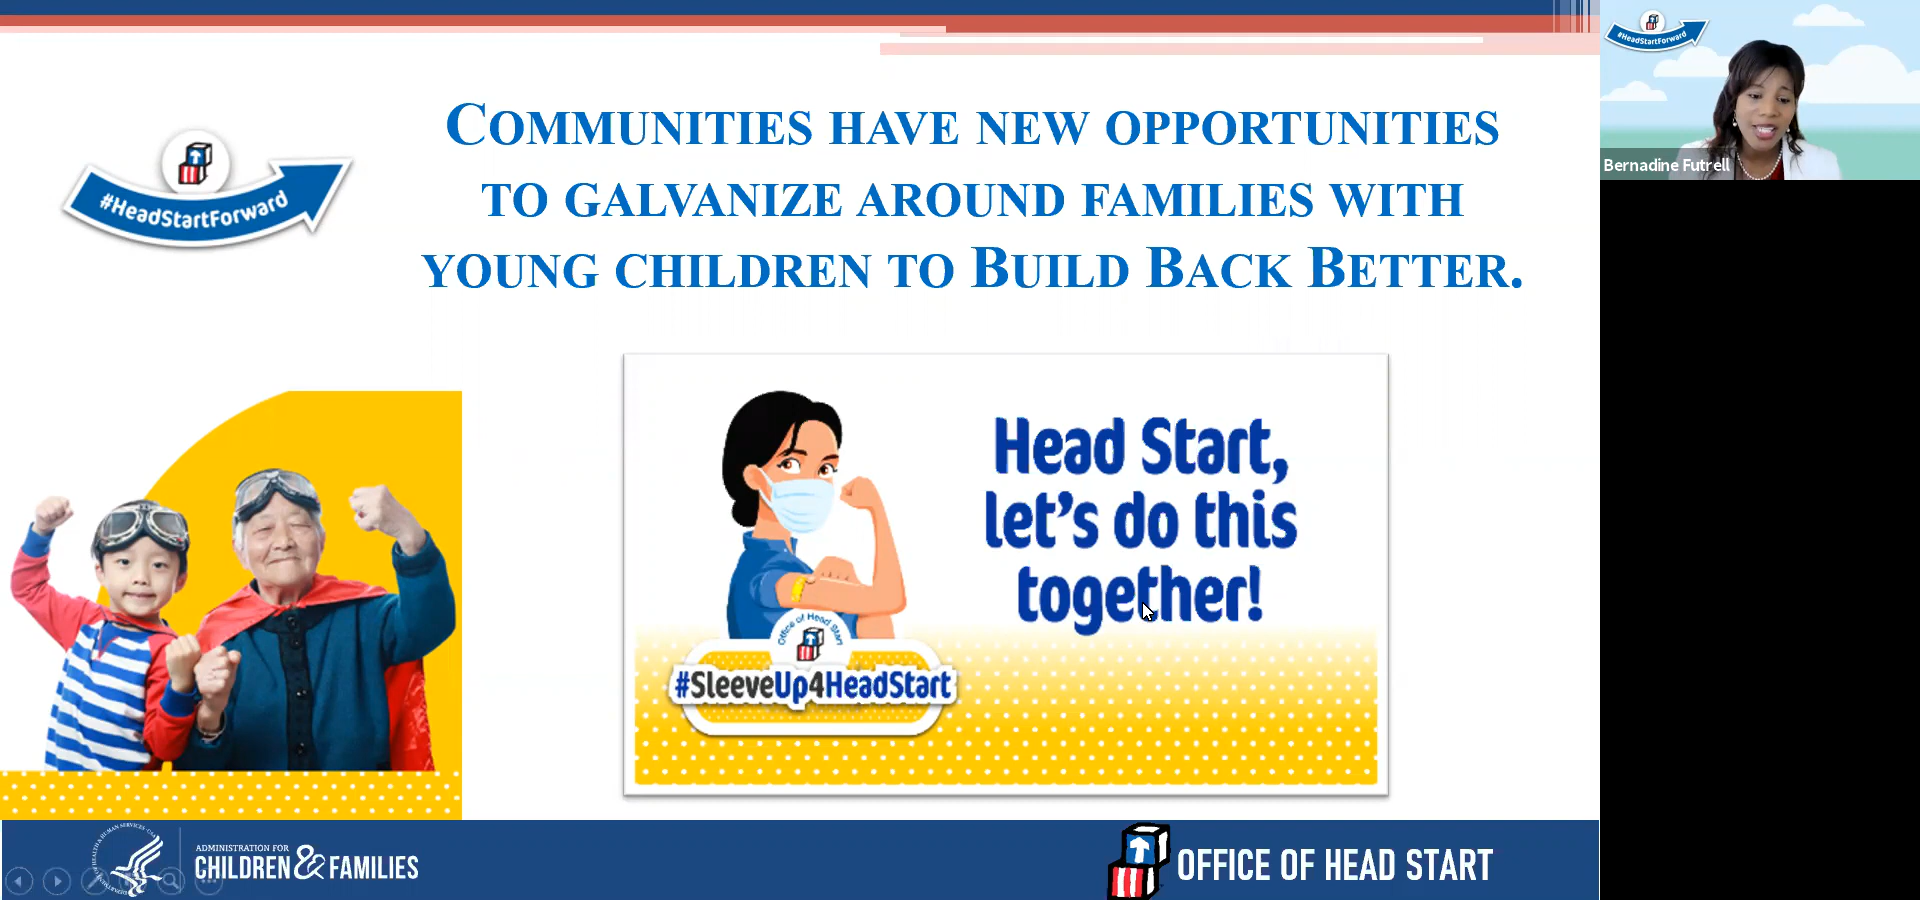 #HeadStartForward
COMMUNITIES HAVE NEW OPPORTUNITIES
TO GALVANIZE AROUND FAMILIES WITH
YOUNG CHILDREN TO BUILD BACK BETTER.
#HeadStartForward
Bernadine Futrell
Head Start,
let's do this
together!
Office of Head Start
#SleeveUp4HeadStart
ADMINISTRATION FOR
CHILDREN & FAMILIES
OFFICE OF HEAD START